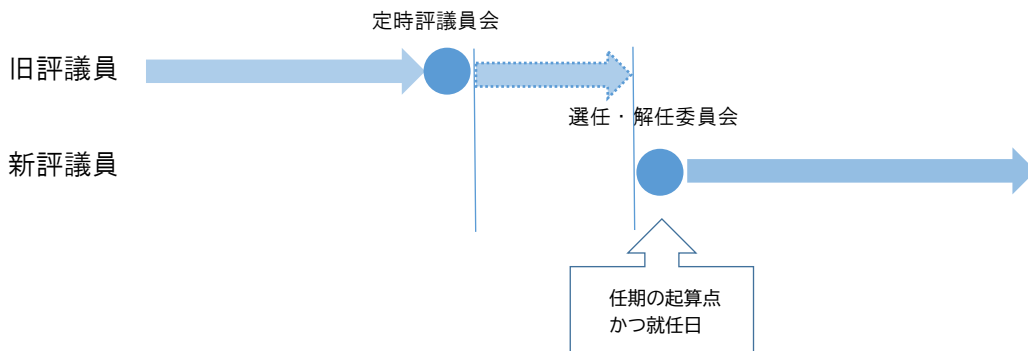 定時評議員会
旧評議員
選任・解任委員会
新評議員
任期の起算点
かつ就任日